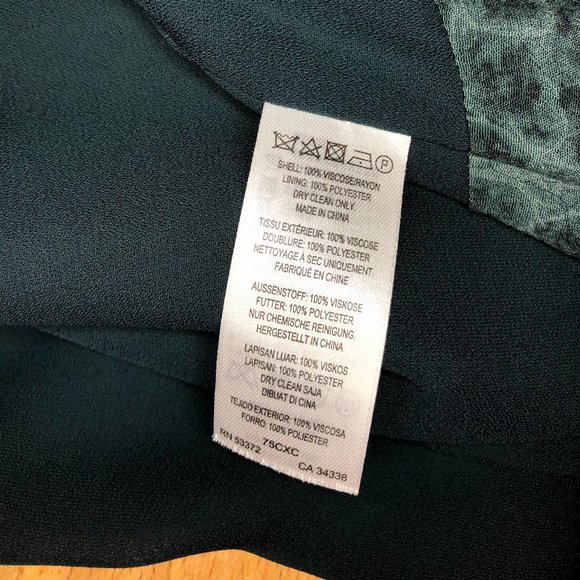 P
SHELL: 100% VISCOSE/RAYON
LINING: 100% POLYESTER
DRY CLEAN ONLY.
MADE IN CHINA
TISSU EXTÉRIEUR: 100% VISCOSE
DOUBLURE: 100% POLYESTER
NETTOYAGE À SEC UNIQUEMENT.
FABRIQUÉ EN CHINE
AUSSENSTOFF: 100% VISKOSE
FUTTER: 100% POLYESTER
NUR CHEMISCHE REINIGUNG.
HERGESTELLT IN CHINA
LAPISAN LUAR: 100% VISKOS
LAPISAN: 100% POLYESTER
DRY CLEAN SAJA
DIBUAT DI CINA
TEJIDO EXTERIOR: 100% VISCOSA
FORRO: 100% POLIESTER
RN 53372 75CXC CA 34338